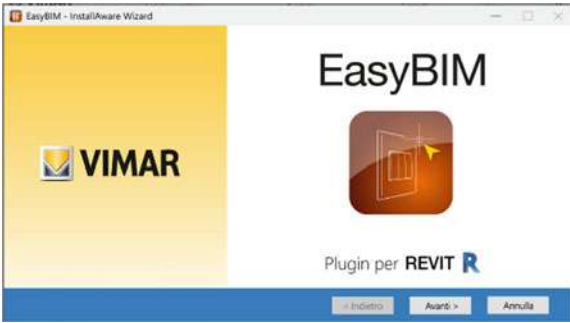 EasyBIM - InstallAware Wizard
EasyBIM
VIMAR
Plugin per REVIT R
< Indietro
Avanti >
Annulla